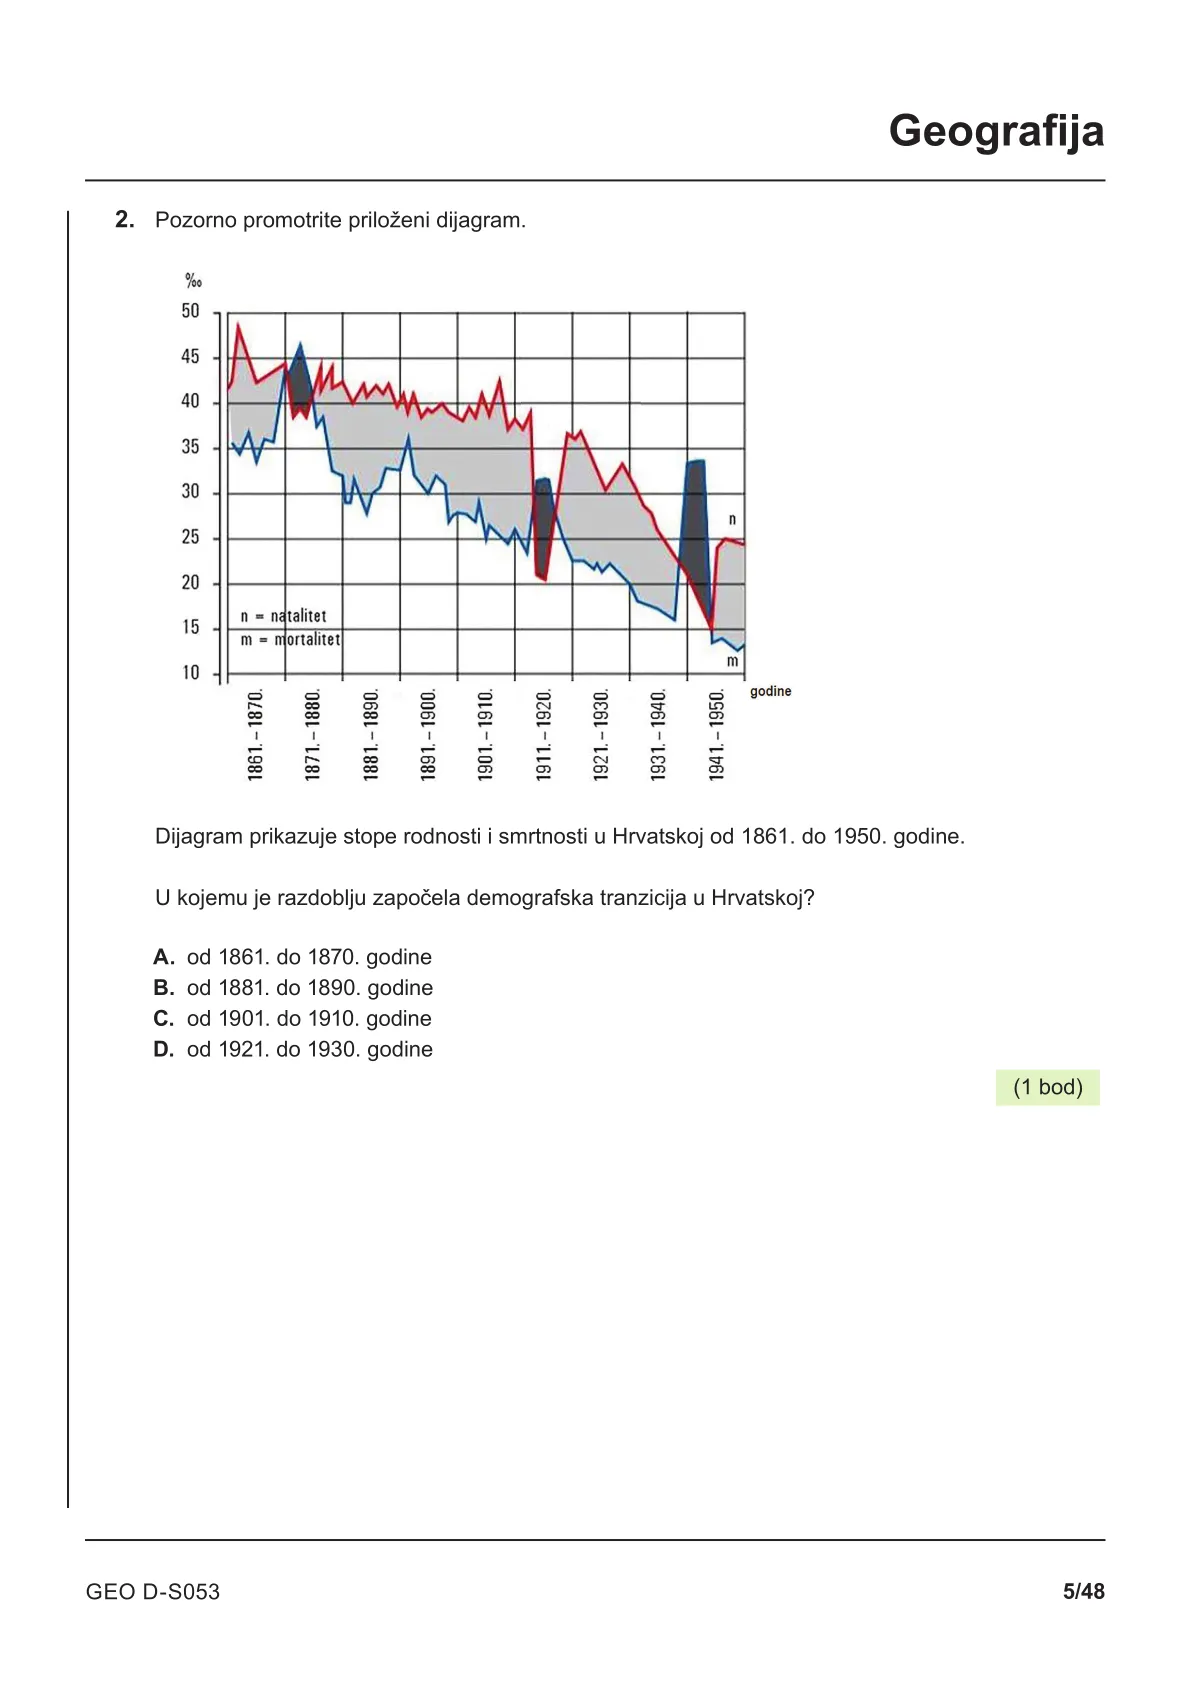 Geografija
2. Pozorno promotrite priloženi dijagram.
‰
50
45
40
35
30
25
20
15
10
n
n = natalitet
m = mortalitet
m
godine
1861. – 1870.
1871. – 1880.
1881. – 1890.
1891. – 1900.
1901. – 1910.
1911. – 1920.
1921. – 1930.
1931. – 1940.
1941. – 1950.
Dijagram prikazuje stope rodnosti i smrtnosti u Hrvatskoj od 1861. do 1950. godine.
U kojemu je razdoblju započela demografska tranzicija u Hrvatskoj?
A. od 1861. do 1870. godine
B. od 1881. do 1890. godine
C. od 1901. do 1910. godine
D. od 1921. do 1930. godine
(1 bod)
GEO D-S053
5/48